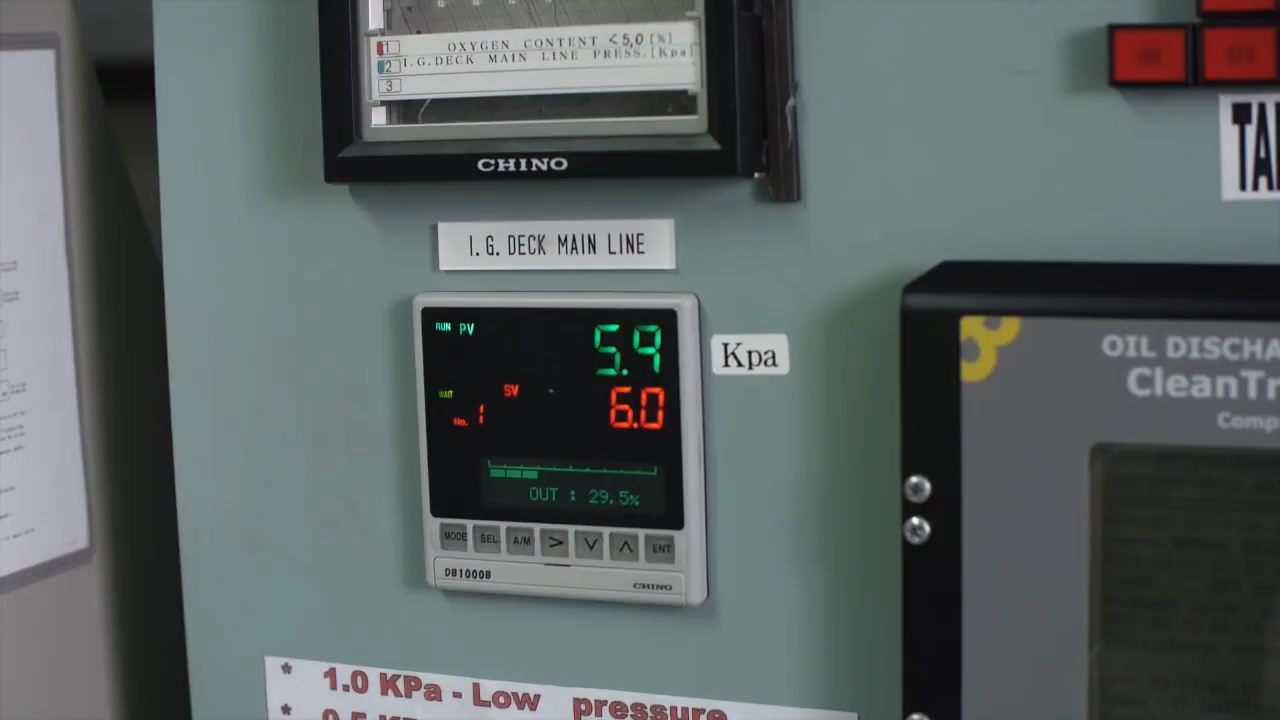 1 OXYGEN CONTENT <5,0 [%]
2 I.G.DECK MAIN LINE PRESS.[Kpa]
3
CHINO
TA
I.G. DECK MAIN LINE
RUN PV 5.9
Kpa
WAIT SV 6.0
No. 1
OUT : 29.5%
MODE SEL A/M > ∨ ∧ ENT
DB1000B CHINO
OIL DISCHA
CleanTr
Comp
* 1.0 KPa - Low pressure